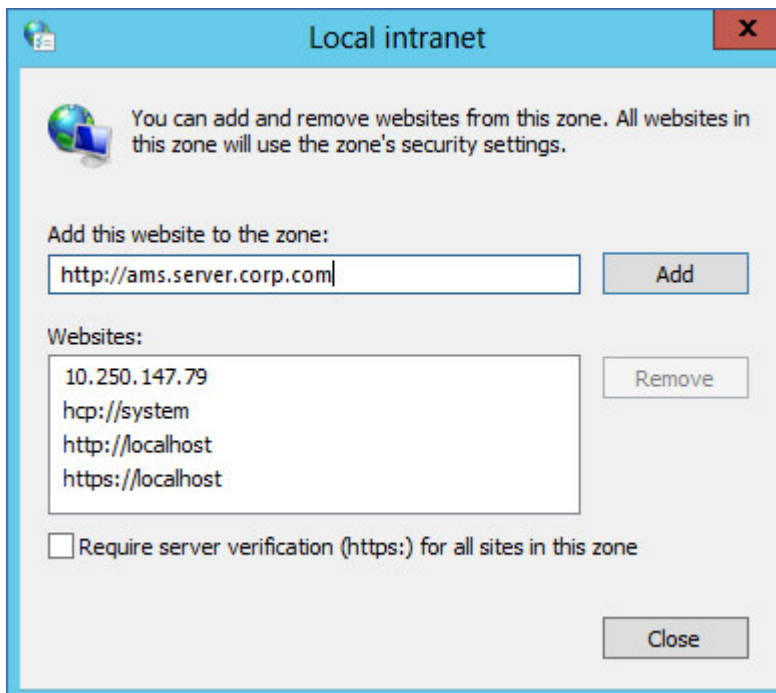 Local intranet
x
You can add and remove websites from this zone. All websites in
this zone will use the zone's security settings.
Add this website to the zone:
http://ams.server.corp.com
Add
Websites:
10.250.147.79
hcp://system
http://localhost
https://localhost
Remove
Require server verification (https:) for all sites in this zone
Close